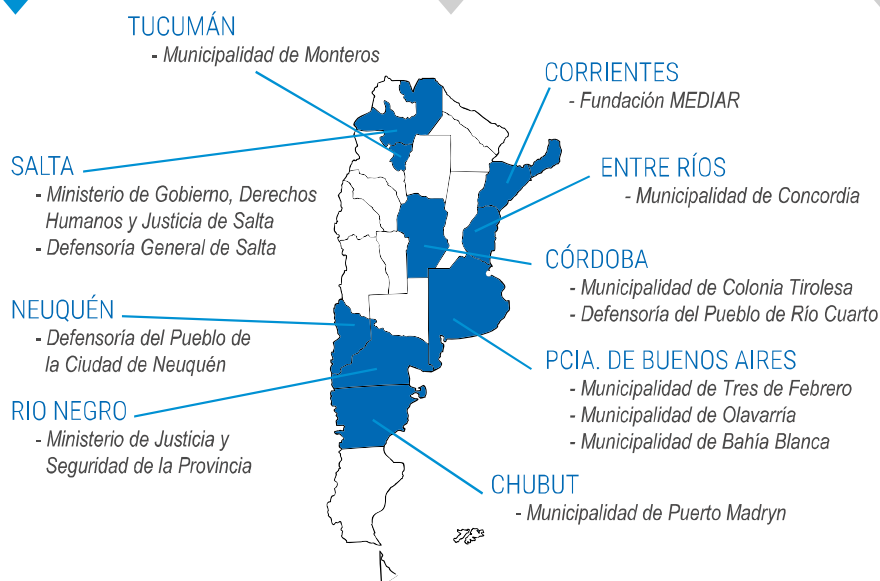 TUCUMÁN
- Municipalidad de Monteros
SALTA
- Ministerio de Gobierno, Derechos
Humanos y Justicia de Salta
- Defensoría General de Salta
NEUQUÉN
- Defensoría del Pueblo de
la Ciudad de Neuquén
RIO NEGRO
- Ministerio de Justicia y
Seguridad de la Provincia
CORRIENTES
- Fundación MEDIAR
ENTRE RÍOS
- Municipalidad de Concordia
CÓRDOBA
- Municipalidad de Colonia Tirolesa
- Defensoría del Pueblo de Río Cuarto
PCIA. DE BUENOS AIRES
- Municipalidad de Tres de Febrero
- Municipalidad de Olavarría
- Municipalidad de Bahía Blanca
CHUBUT
- Municipalidad de Puerto Madryn